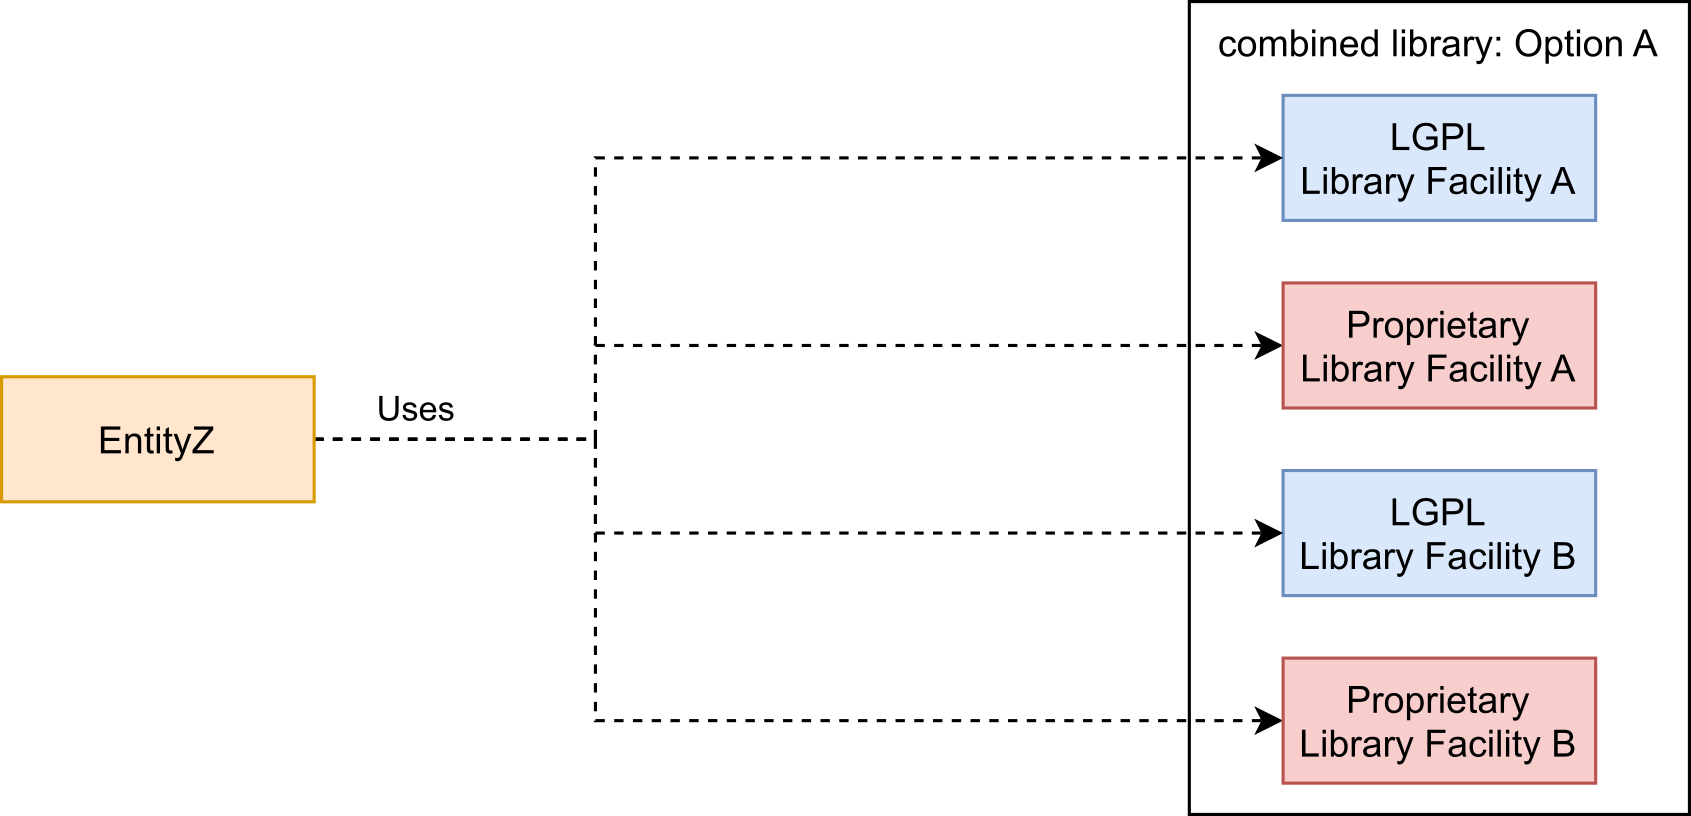 combined library: Option A
LGPL
Library Facility A
Proprietary
Library Facility A
Uses
EntityZ
LGPL
Library Facility B
Proprietary
Library Facility B